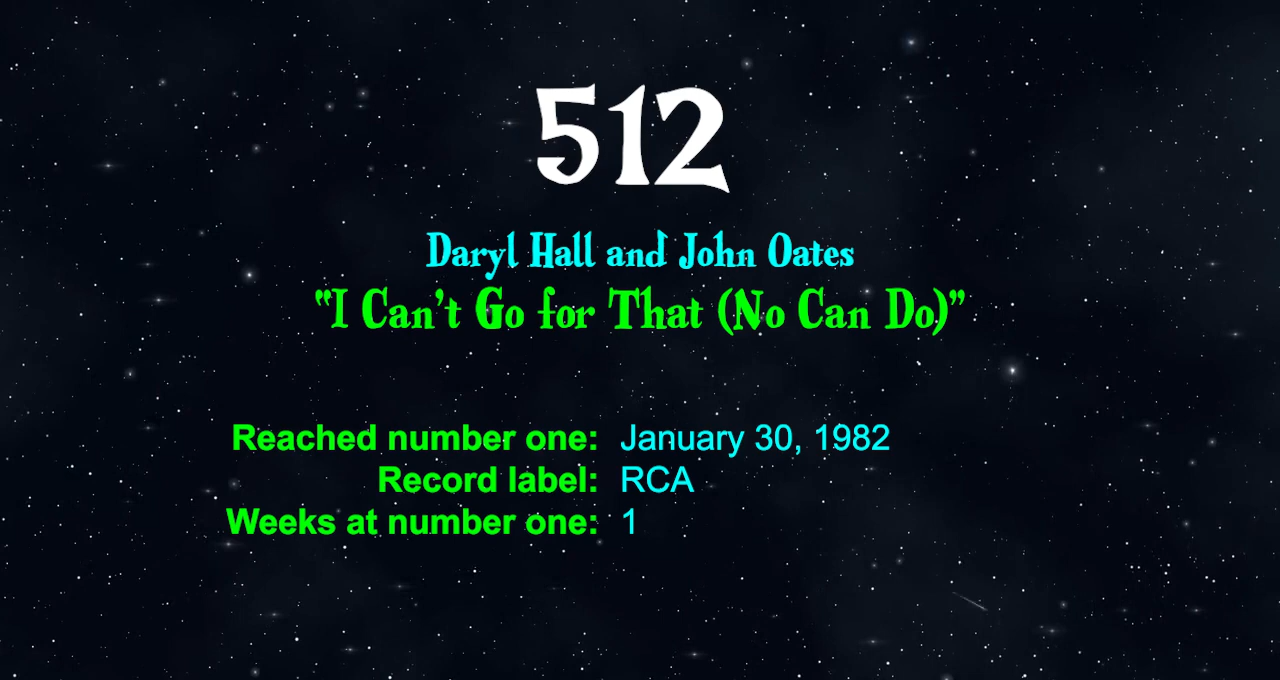 512
Daryl Hall and John Oates
“I Can’t Go for That (No Can Do)”
Reached number one: January 30, 1982
Record label: RCA
Weeks at number one: 1